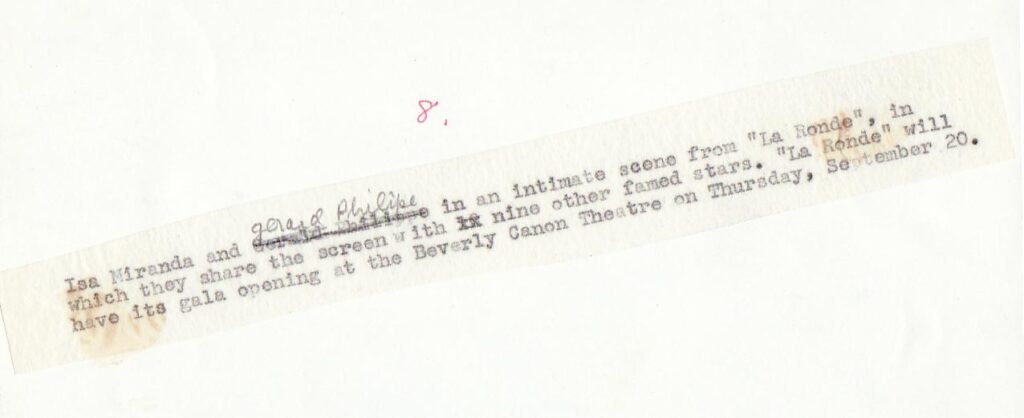 8.
gerard Philipe
Isa Miranda and Gerald Philippe in an intimate scene from "La Ronde", in
which they share the screen with nine other famed stars. "La Ronde" will
have its gala opening at the Beverly Canon Theatre on Thursday, September 20.